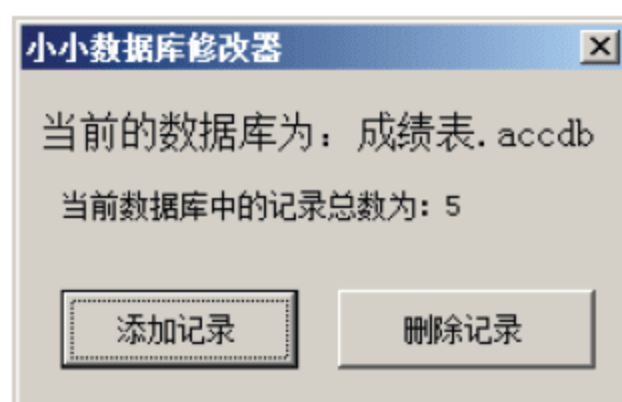 小小数据库修改器
当前的数据库为：成绩表.accdb
当前数据库中的记录总数为：5
添加记录 删除记录